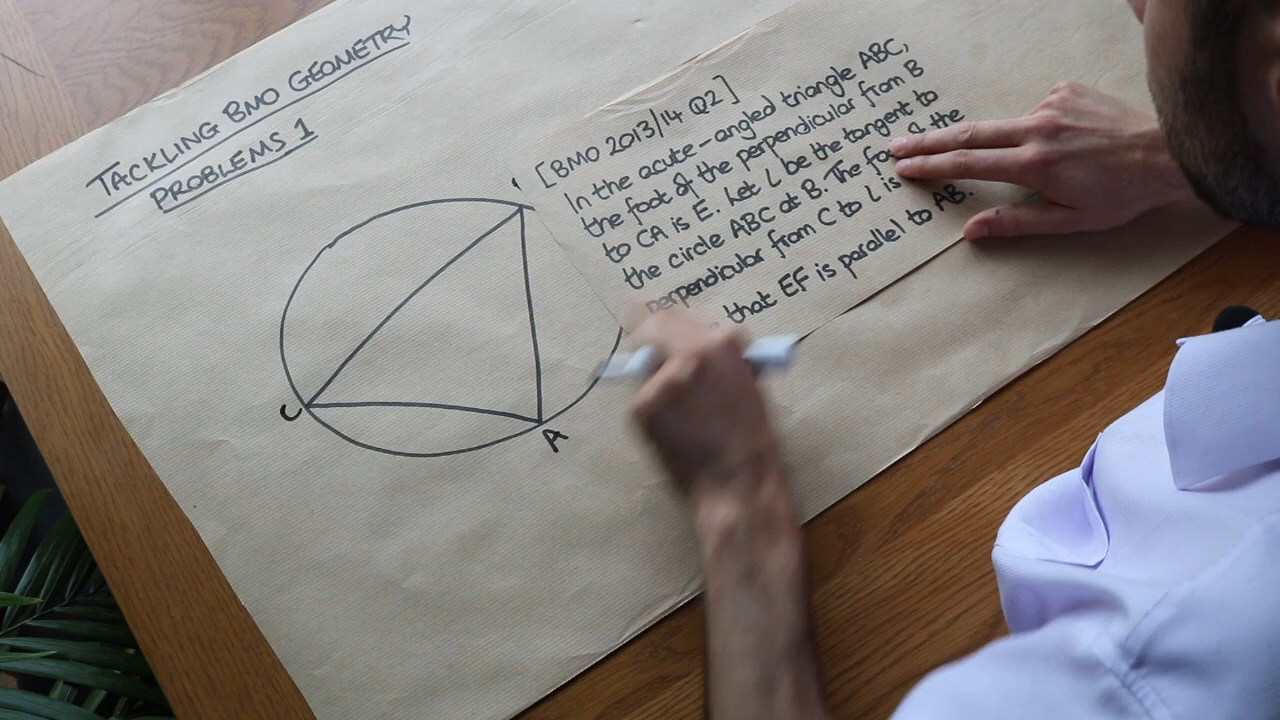 TACKLING BMO GEOMETRY
PROBLEMS 1
[BMO 2013/14 Q2]
In the acute-angled triangle ABC,
the foot of the perpendicular from B
to CA is E. Let l be the tangent to
the circle ABC at B. The the
perpendicular from C to l is
that EF is parallel to AB.
C
A